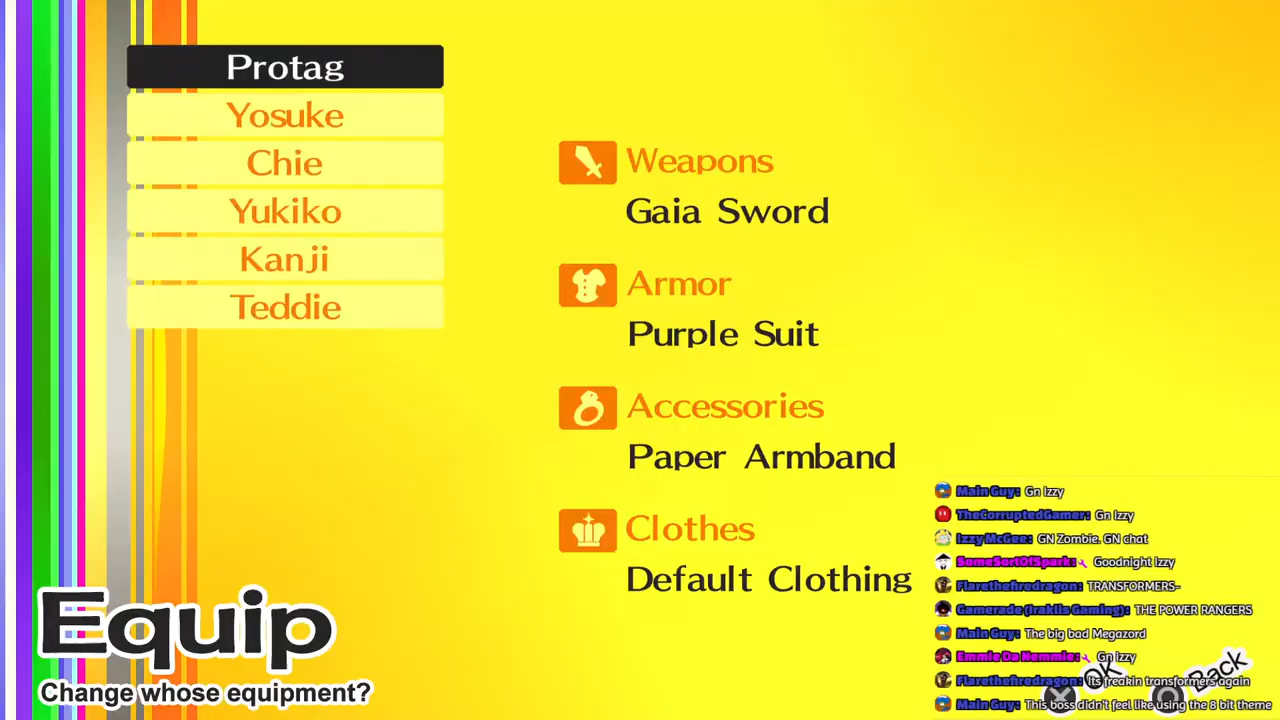 Protag
Yosuke
Chie
Yukiko
Kanji
Teddie
Weapons
Gaia Sword
Armor
Purple Suit
Accessories
Paper Armband
Clothes
Default Clothing
Equip
Change whose equipment?
OK
Back
Main Guy: Gn Izzy
TheCorruptedGamer: Gn Izzy
IzzyMcGee: GN Zombie. GN chat
SomeSortOfSpark: Goodnight Izzy
Flarethefiredragon: TRANSFORMERS-
Gamerade (Iraklis Gaming): THE POWER RANGERS
Main Guy: The big bad Megazord
Emmie Da Nemmie: Gn Izzy
Flarethefiredragon: Its freakin transformers again
Main Guy: This boss didn't feel like using the 8 bit theme